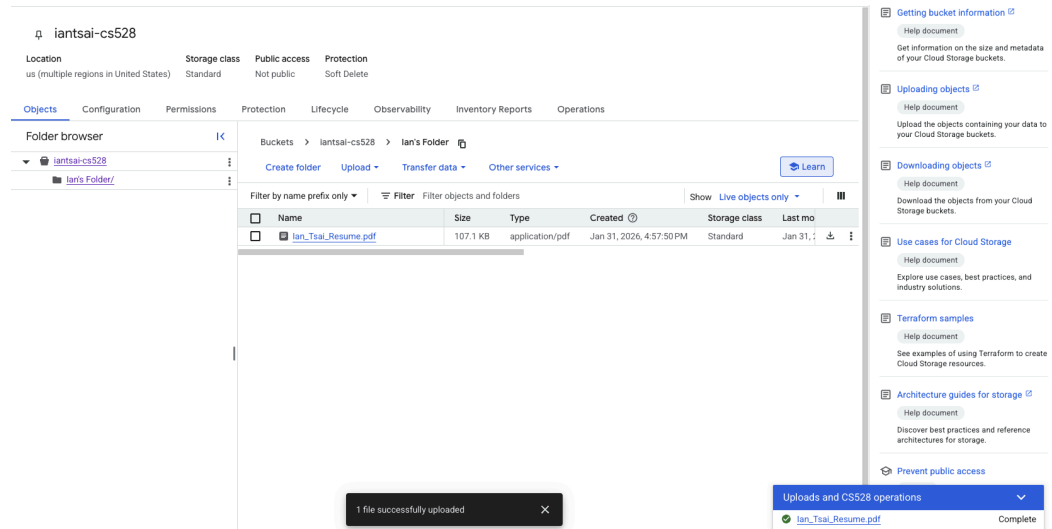 iantsai-cs528
Location Storage class Public access Protection
us (multiple regions in United States) Standard Not public Soft Delete
Objects Configuration Permissions Protection Lifecycle Observability Inventory Reports Operations
Folder browser
iantsai-cs528
Ian's Folder/
Buckets > iantsai-cs528 > Ian's Folder
Create folder Upload Transfer data Other services Learn
Filter by name prefix only Filter Filter objects and folders Show Live objects only
Name Size Type Created Storage class Last mo
Ian_Tsai_Resume.pdf 107.1 KB application/pdf Jan 31, 2026, 4:57:50 PM Standard Jan 31,
1 file successfully uploaded
Getting bucket information
Help document
Get information on the size and metadata
of your Cloud Storage buckets.
Uploading objects
Help document
Upload the objects containing your data to
your Cloud Storage buckets.
Downloading objects
Help document
Download the objects from your Cloud
Storage buckets.
Use cases for Cloud Storage
Help document
Explore use cases, best practices, and
industry solutions.
Terraform samples
Help document
See examples of using Terraform to create
Cloud Storage resources.
Architecture guides for storage
Help document
Discover best practices and reference
architectures for storage.
Prevent public access
Uploads and CS528 operations
Ian_Tsai_Resume.pdf Complete